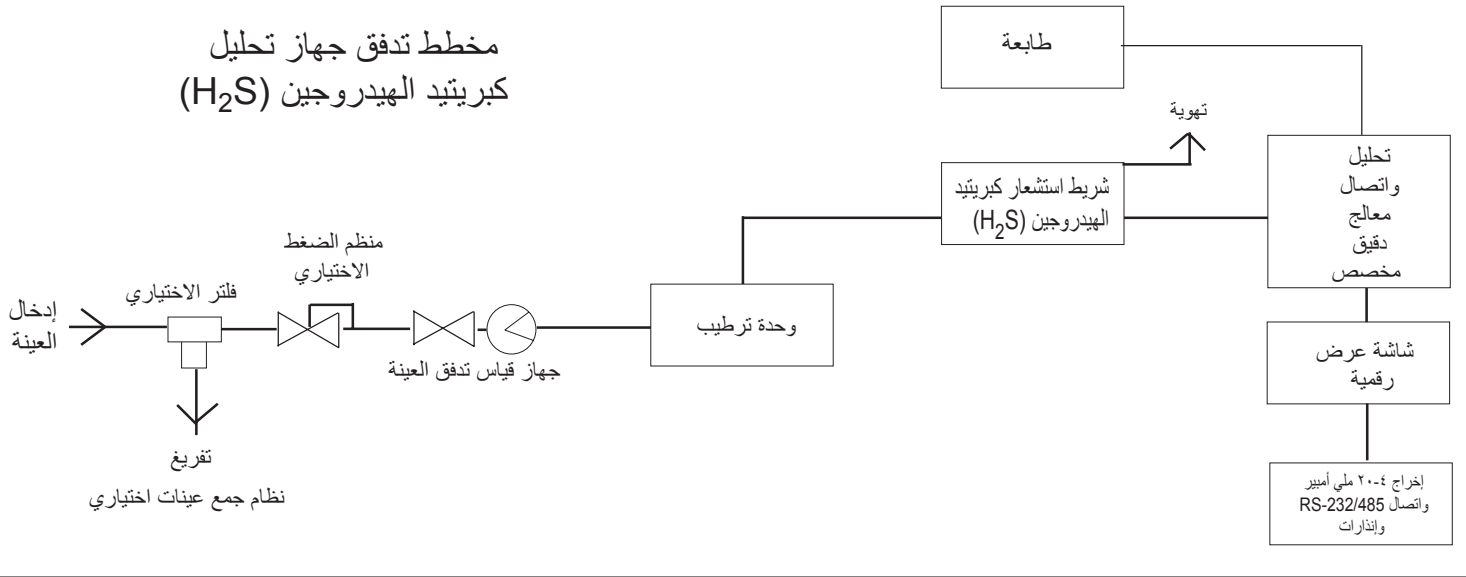 مخطط تدفق جهاز تحليل
كبريتيد الهيدروجين (H₂S)
طابعة
تهوية
تحليل
واتصال
معالج
دقيق
مخصص
شريط استشعار كبريتيد
الهيدروجين (H₂S)
منظم الضغط
الاختياري
فلتر الاختياري
إدخال
العينة
وحدة ترطيب
جهاز قياس تدفق العينة
شاشة عرض
رقمية
تفريغ
نظام جمع عينات اختياري
إخراج ٤-٢٠ ملي أمبير
واتصال RS-232/485
وإنذارات